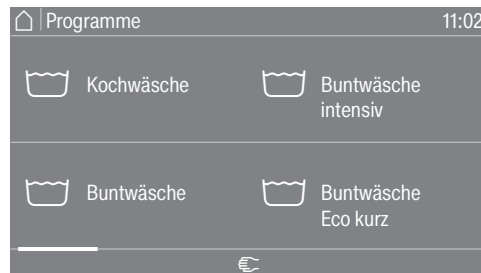 Programme 11:02
Kochwäsche
Buntwäsche
intensiv
Buntwäsche
Buntwäsche
Eco kurz